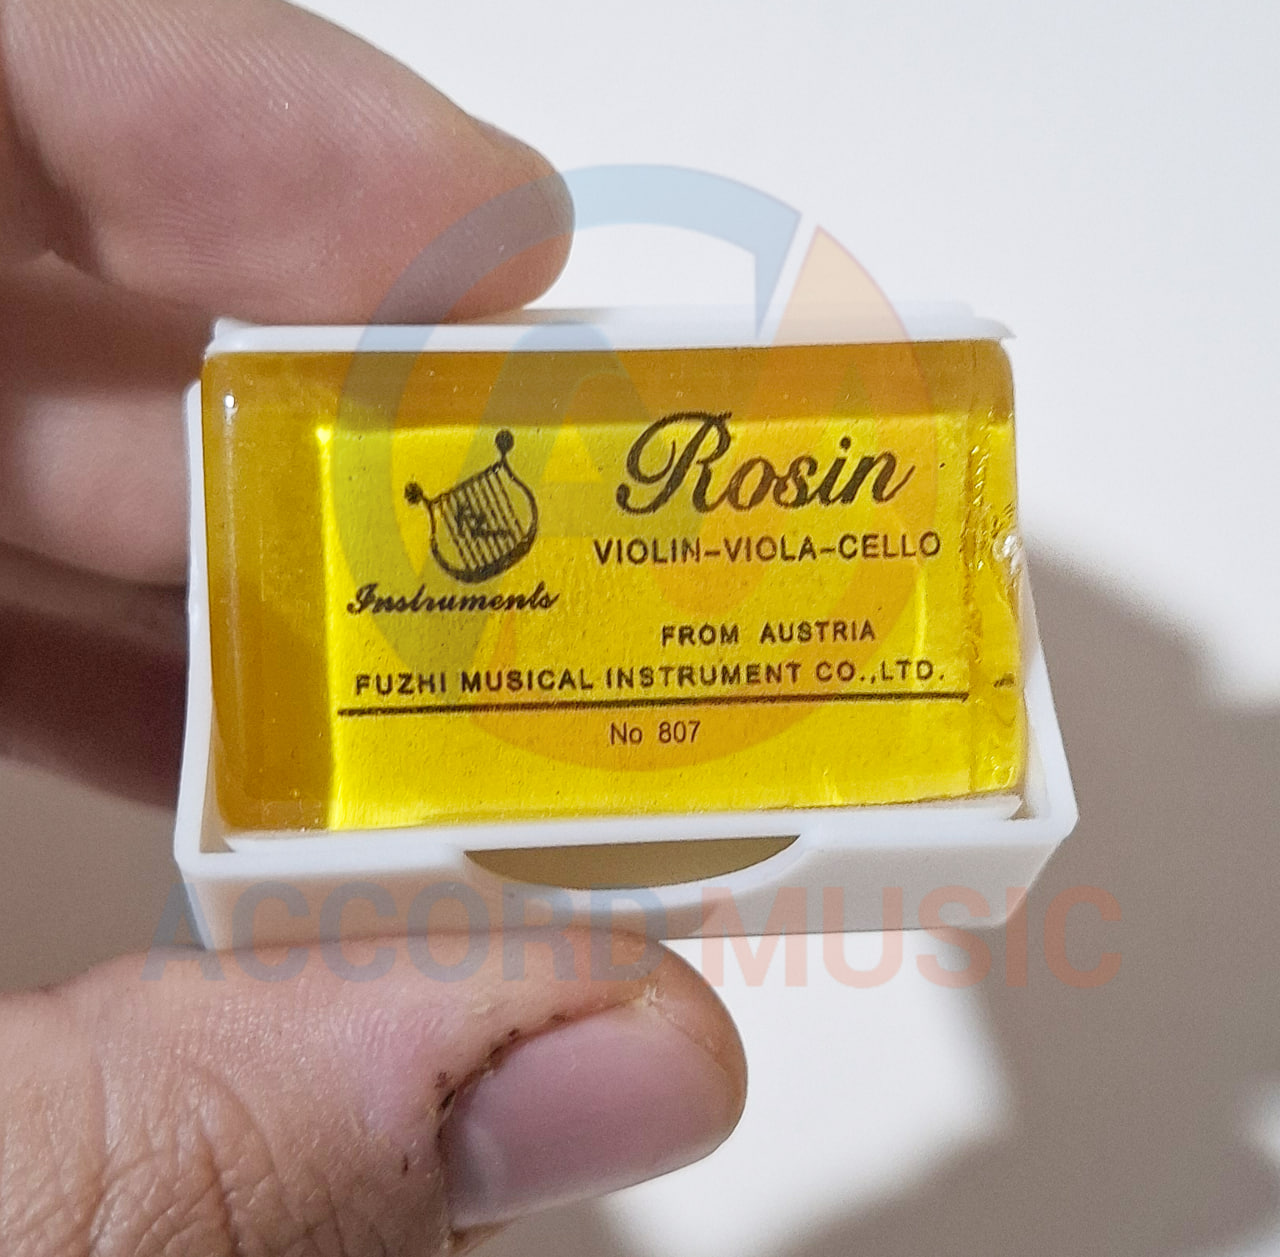 Rosin
VIOLIN-VIOLA-CELLO
Instruments
FROM AUSTRIA
FUZHI MUSICAL INSTRUMENT CO.,LTD.
No 807
ACCORD MUSIC